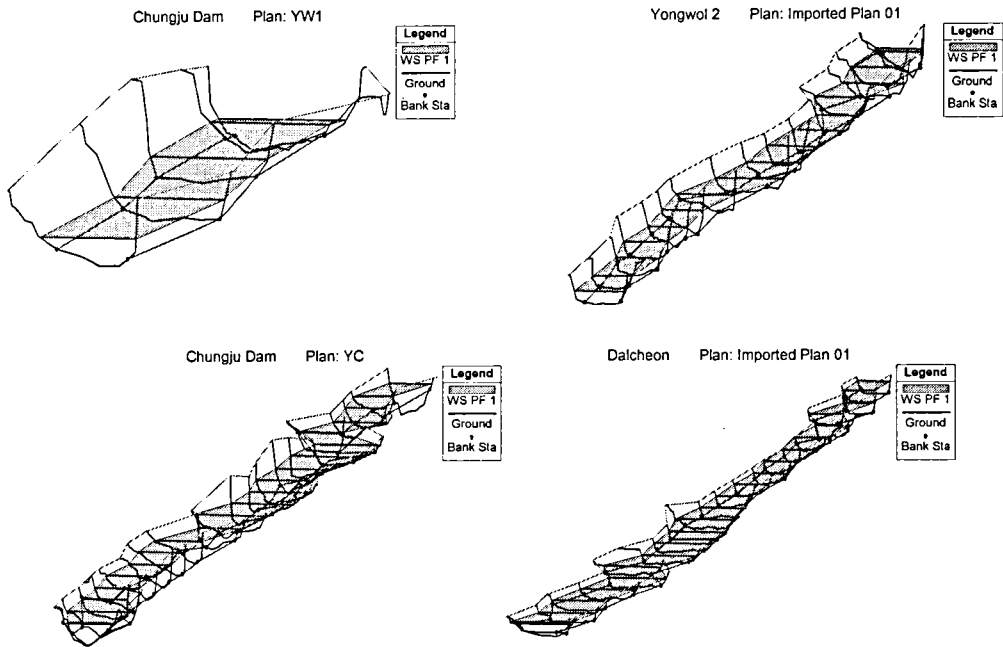 Chungju Dam Plan: YW1
Legend
WS PF 1
Ground
Bank Sta
Yongwol 2 Plan: Imported Plan 01
Legend
WS PF 1
Ground
Bank Sta
Chungju Dam Plan: YC
Legend
WS PF 1
Ground
Bank Sta
Dalcheon Plan: Imported Plan 01
Legend
WS PF 1
Ground
Bank Sta